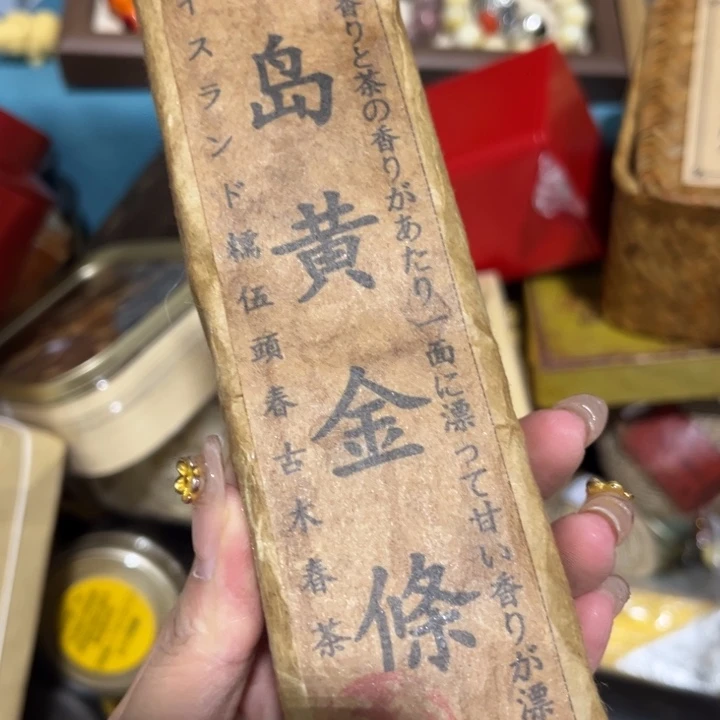 香りと茶の香りがあたり一面に漂って甘い香りが漂
島黄金條
イスランド糯伍頭春古木春茶